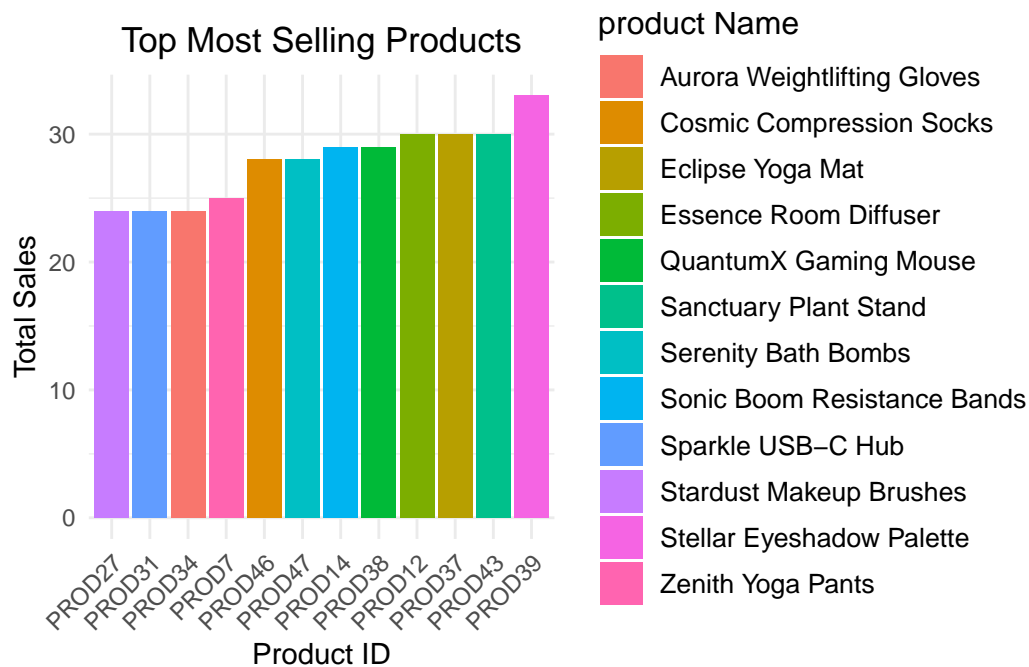 Top Most Selling Products
Total Sales
30
20
10
0
PROD27
PROD31
PROD34
PROD7
PROD46
PROD47
PROD14
PROD38
PROD12
PROD37
PROD43
PROD39
Product ID
product Name
Aurora Weightlifting Gloves
Cosmic Compression Socks
Eclipse Yoga Mat
Essence Room Diffuser
QuantumX Gaming Mouse
Sanctuary Plant Stand
Serenity Bath Bombs
Sonic Boom Resistance Bands
Sparkle USB−C Hub
Stardust Makeup Brushes
Stellar Eyeshadow Palette
Zenith Yoga Pants